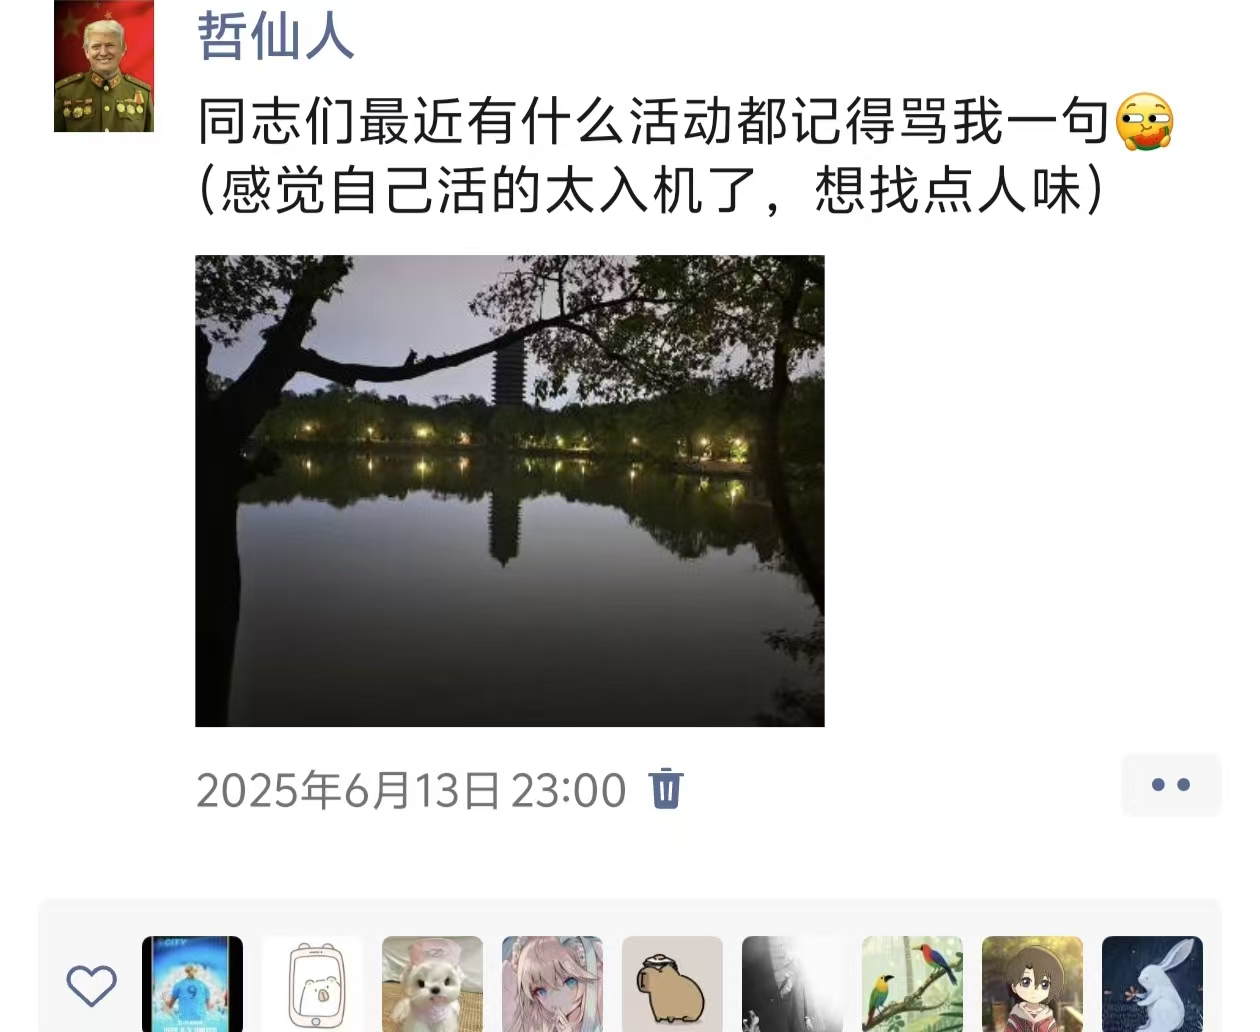 哲仙人
同志们最近有什么活动都记得骂我一句
（感觉自己活的太入机了，想找点人味）
2025年6月13日 23:00
CITY
9